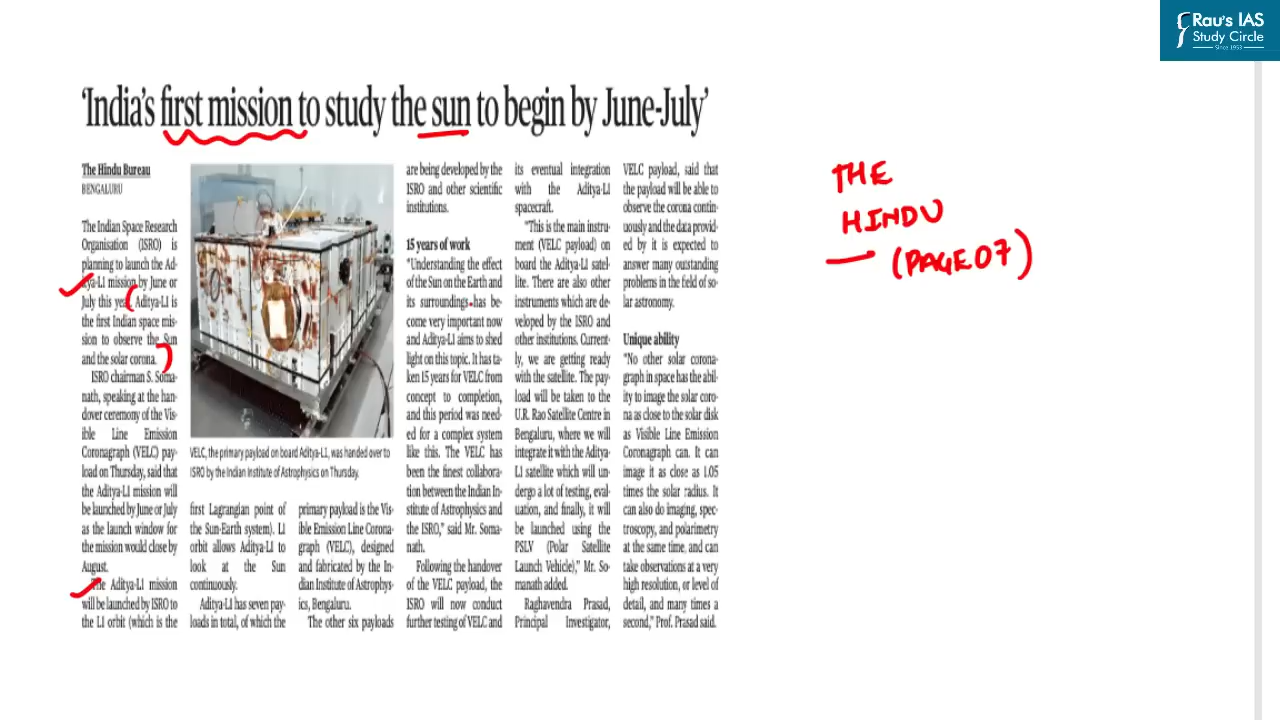 Rau's IAS
Study Circle
Since 1953
'India's first mission to study the sun to begin by June-July'
The Hindu Bureau
BENGALURU
The Indian Space Research
Organisation (ISRO) is
planning to launch the Ad-
itya-L1 mission by June or
July this year. Aditya-L1 is
the first Indian space mis-
sion to observe the Sun
and the solar corona.
ISRO chairman S. Soma-
nath, speaking at the han-
dover ceremony of the Vis-
ible Line Emission
Coronagraph (VELC) pay-
load on Thursday, said that
the Aditya-L1 mission will
be launched by June or July
as the launch window for
the mission would close by
August.
The Aditya-L1 mission
will be launched by ISRO to
the L1 orbit (which is the
VELC, the primary payload on board Aditya-L1, was handed over to
ISRO by the Indian Institute of Astrophysics on Thursday.
first Lagrangian point of
the Sun-Earth system). L1
orbit allows Aditya-L1 to
look at the Sun
continuously.
Aditya-L1 has seven pay-
loads in total, of which the
primary payload is the Vis-
ible Emission Line Corona-
graph (VELC), designed
and fabricated by the In-
dian Institute of Astrophys-
ics, Bengaluru.
The other six payloads
are being developed by the
ISRO and other scientific
institutions.
15 years of work
"Understanding the effect
of the Sun on the Earth and
its surroundings has be-
come very important now
and Aditya-L1 aims to shed
light on this topic. It has ta-
ken 15 years for VELC from
concept to completion,
and this period was need-
ed for a complex system
like this. The VELC has
been the finest collabora-
tion between the Indian In-
stitute of Astrophysics and
the ISRO," said Mr. Soma-
nath.
Following the handover
of the VELC payload, the
ISRO will now conduct
further testing of VELC and
its eventual integration
with the Aditya-L1
spacecraft.
"This is the main instru-
ment (VELC payload) on
board the Aditya-L1 satel-
lite. There are also other
instruments which are de-
veloped by the ISRO and
other institutions. Current-
ly, we are getting ready
with the satellite. The pay-
load will be taken to the
U.R. Rao Satellite Centre in
Bengaluru, where we will
integrate it with the Aditya-
L1 satellite which will un-
dergo a lot of testing, eval-
uation, and finally, it will
be launched using the
PSLV (Polar Satellite
Launch Vehicle)," Mr. So-
manath added.
Raghavendra Prasad,
Principal Investigator,
VELC payload, said that
the payload will be able to
observe the corona contin-
uously and the data provid-
ed by it is expected to
answer many outstanding
problems in the field of so-
lar astronomy.
Unique ability
"No other solar corona-
graph in space has the abil-
ity to image the solar coro-
na as close to the solar disk
as Visible Line Emission
Coronagraph can. It can
image it as close as 1.05
times the solar radius. It
can also do imaging, spec-
troscopy, and polarimetry
at the same time, and can
take observations at a very
high resolution, or level of
detail, and many times a
second," Prof. Prasad said.
THE
HINDU
— (PAGE 07)